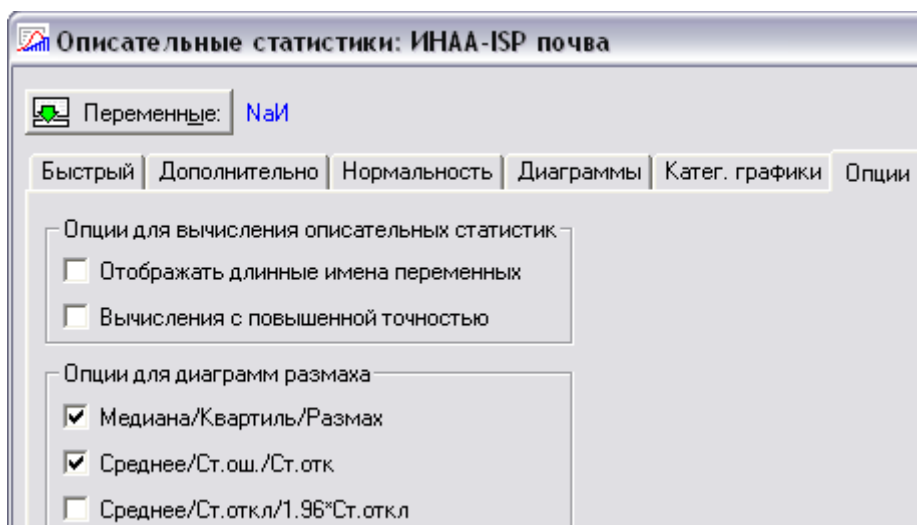 Описательные статистики: ИНАА-ISP почва
Переменные: NaИ
Быстрый Дополнительно Нормальность Диаграммы Катег. графики Опции
Опции для вычисления описательных статистик
Отображать длинные имена переменных
Вычисления с повышенной точностью
Опции для диаграмм размаха
Медиана/Квартиль/Размах
Среднее/Ст.ош./Ст.отк
Среднее/Ст.откл/1.96*Ст.откл